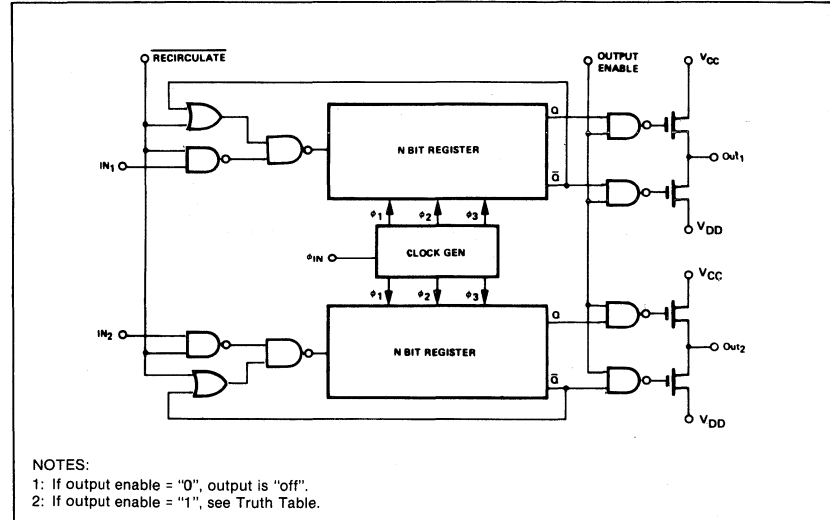 RECIRCULATE
OUTPUT
ENABLE
VCC
Q
N BIT REGISTER
Out1
IN1
Q̅
ϕ1 ϕ2 ϕ3
VDD
ϕIN
CLOCK GEN
VCC
ϕ1 ϕ2 ϕ3
Q
IN2
N BIT REGISTER
Out2
Q̅
VDD
NOTES:
1: If output enable = "0", output is "off".
2: If output enable = "1", see Truth Table.